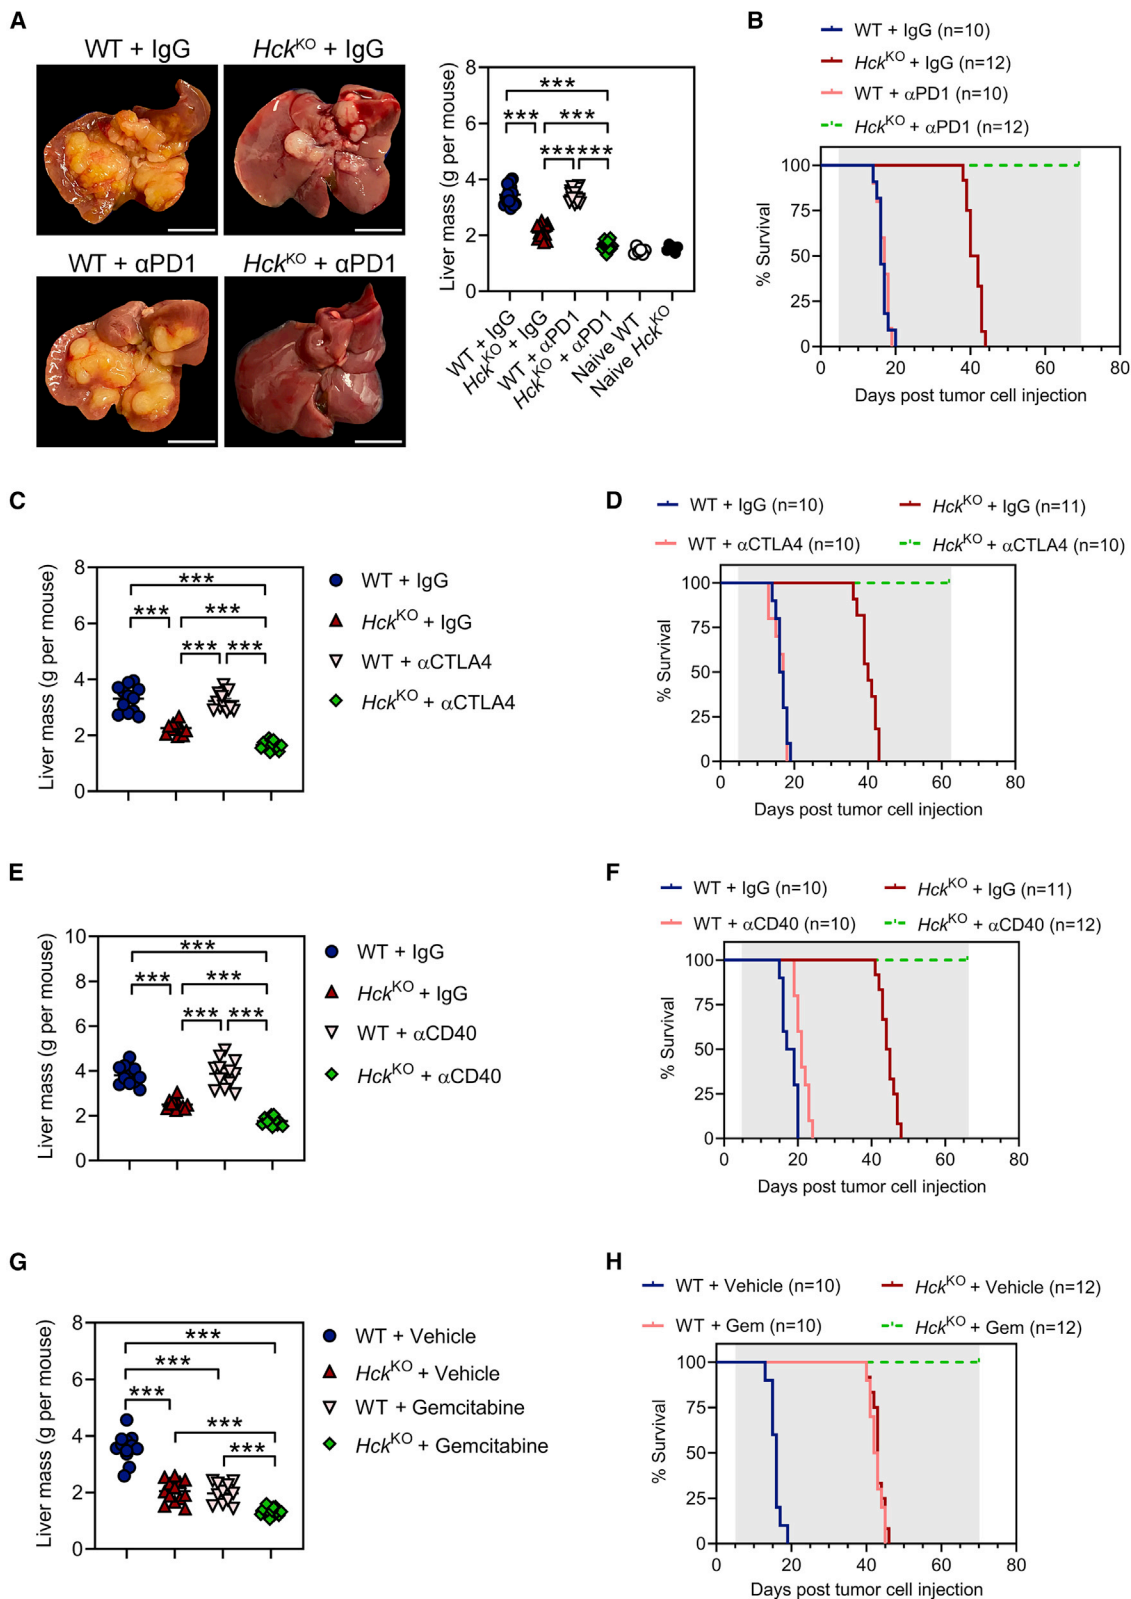 A
WT + IgG
HckKO + IgG
WT + αPD1
HckKO + αPD1
Liver mass (g per mouse)
8
6
4
2
0
***
*** ***
******
WT + IgG
HckKO + IgG
WT + αPD1
HckKO + αPD1
Naive WT
Naive HckKO
B
WT + IgG (n=10)
HckKO + IgG (n=12)
WT + αPD1 (n=10)
HckKO + αPD1 (n=12)
% Survival
100
75
50
25
0
0 20 40 60 80
Days post tumor cell injection
C
Liver mass (g per mouse)
8
6
4
2
0
***
*** ***
*** ***
WT + IgG
HckKO + IgG
WT + αCTLA4
HckKO + αCTLA4
D
WT + IgG (n=10)
HckKO + IgG (n=11)
WT + αCTLA4 (n=10)
HckKO + αCTLA4 (n=10)
% Survival
100
75
50
25
0
0 20 40 60 80
Days post tumor cell injection
E
Liver mass (g per mouse)
10
8
6
4
2
0
***
*** ***
*** ***
WT + IgG
HckKO + IgG
WT + αCD40
HckKO + αCD40
F
WT + IgG (n=10)
HckKO + IgG (n=11)
WT + αCD40 (n=10)
HckKO + αCD40 (n=12)
% Survival
100
75
50
25
0
0 20 40 60 80
Days post tumor cell injection
G
Liver mass (g per mouse)
8
6
4
2
0
***
***
***
***
***
WT + Vehicle
HckKO + Vehicle
WT + Gemcitabine
HckKO + Gemcitabine
H
WT + Vehicle (n=10)
HckKO + Vehicle (n=12)
WT + Gem (n=10)
HckKO + Gem (n=12)
% Survival
100
75
50
25
0
0 20 40 60 80
Days post tumor cell injection